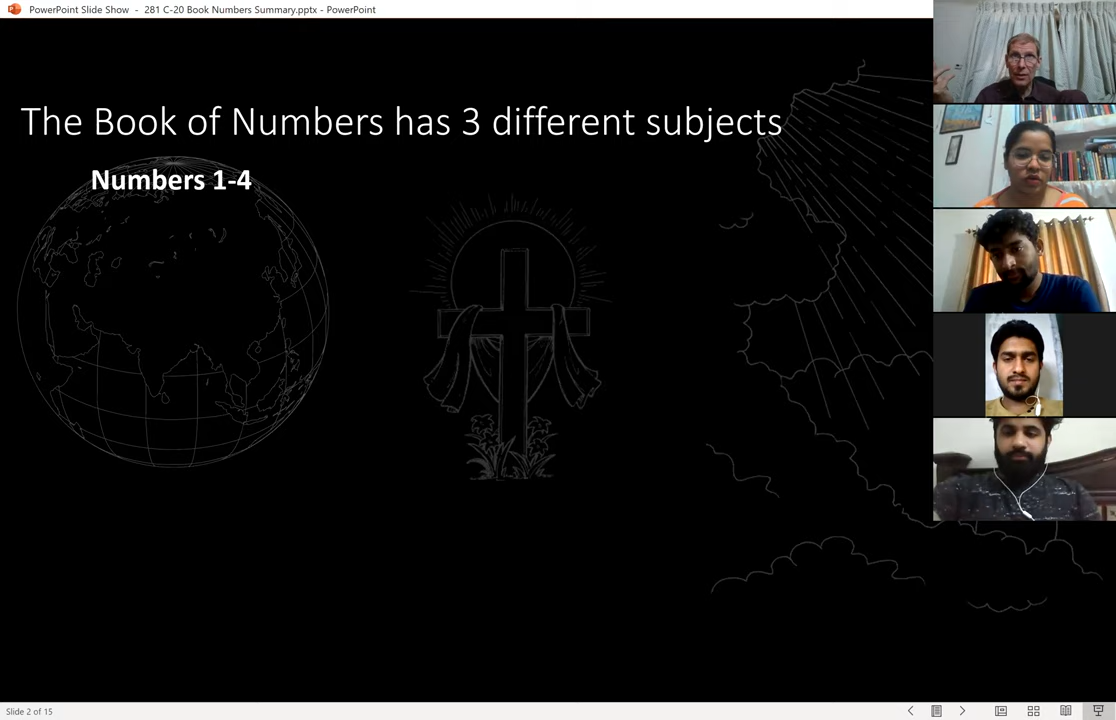 PowerPoint Slide Show - 281 C-20 Book Numbers Summary.pptx - PowerPoint
The Book of Numbers has 3 different subjects
Numbers 1-4
Slide 2 of 15